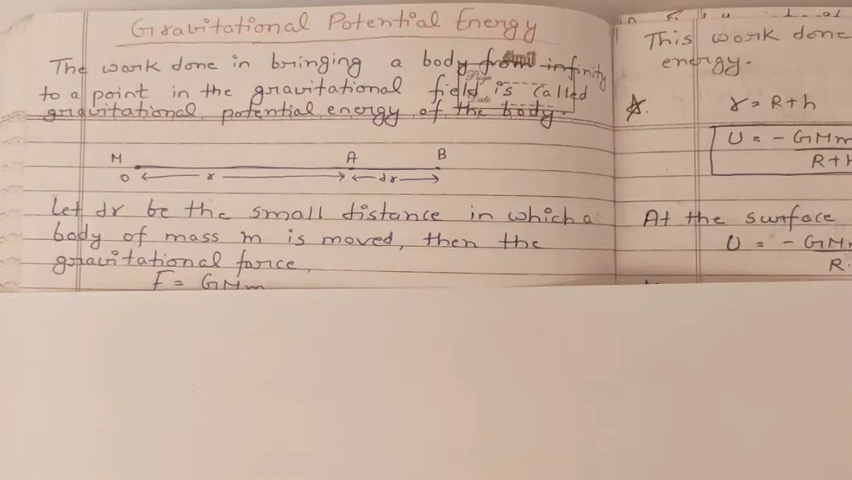 Gravitational Potential Energy
The work done in bringing a body from infinity
to a point in the gravitational field is called
gravitational potential energy of the body.
M A B
O r dr
Let dr be the small distance in which a
body of mass m is moved, then the
gravitational force,
F = GMm
This work done
energy.
r = R+h
U = - GMm
R+h
At the surface
U = - GMm
R